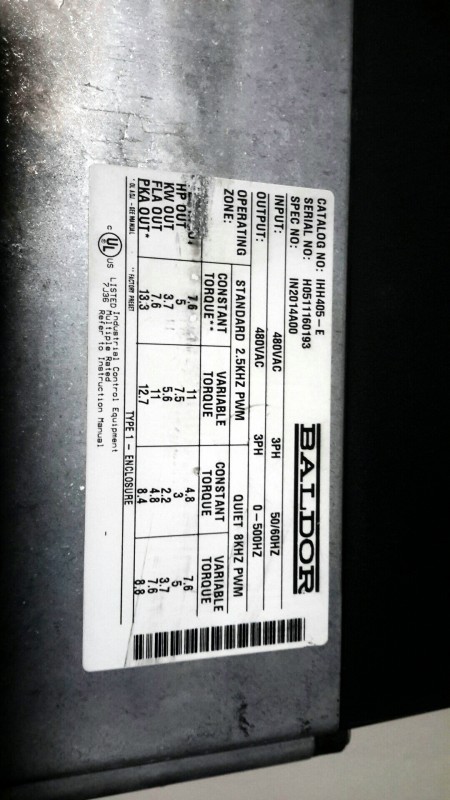 CATALOG NO: IHH405-E
SERIAL NO: HD511160193
SPEC NO: IN2014A00
BALDOR
INPUT: 480VAC 3PH 50/60HZ
OUTPUT: 480VAC 3PH 0-500HZ
OPERATING ZONE: STANDARD 2.5KHZ PWM QUIET 8KHZ PWM
CONSTANT TORQUE** VARIABLE TORQUE CONSTANT TORQUE VARIABLE TORQUE
7.6 11 4.8 7.6
HP OUT 5 7.5 3 5
KW OUT 3.7 5.6 2.2 3.7
FLA OUT 7.6 11 4.8 7.6
PKA OUT* 13.3 12.7 8.4 8.8
** FACTORY PRESET TYPE 1 - ENCLOSURE
C UL US LISTED Industrial Control Equipment
7J36 Multiple Rated
Refer to Instruction Manual